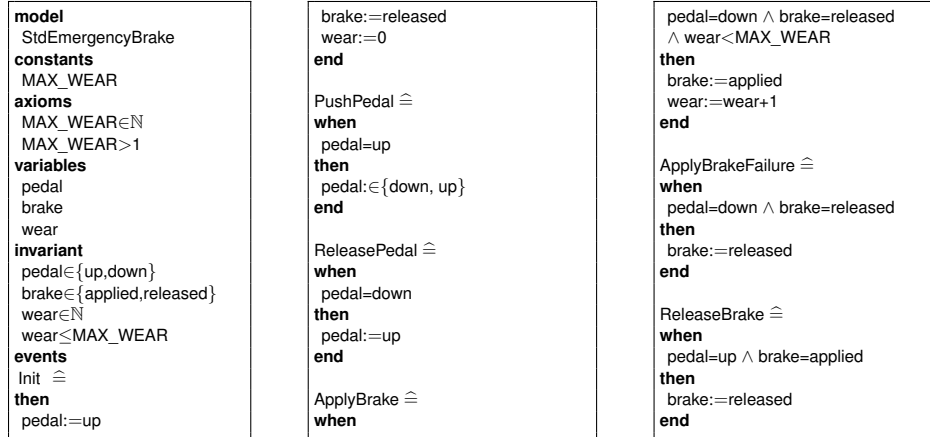 model
StdEmergencyBrake
constants
MAX_WEAR
axioms
MAX_WEAR∈ℕ
MAX_WEAR>1
variables
pedal
brake
wear
invariant
pedal∈{up,down}
brake∈{applied,released}
wear∈ℕ
wear≤MAX_WEAR
events
Init ≙
then
pedal:=up
brake:=released
wear:=0
end
PushPedal ≙
when
pedal=up
then
pedal:∈{down, up}
end
ReleasePedal ≙
when
pedal=down
then
pedal:=up
end
ApplyBrake ≙
when
pedal=down ∧ brake=released
∧ wear<MAX_WEAR
then
brake:=applied
wear:=wear+1
end
ApplyBrakeFailure ≙
when
pedal=down ∧ brake=released
then
brake:=released
end
ReleaseBrake ≙
when
pedal=up ∧ brake=applied
then
brake:=released
end